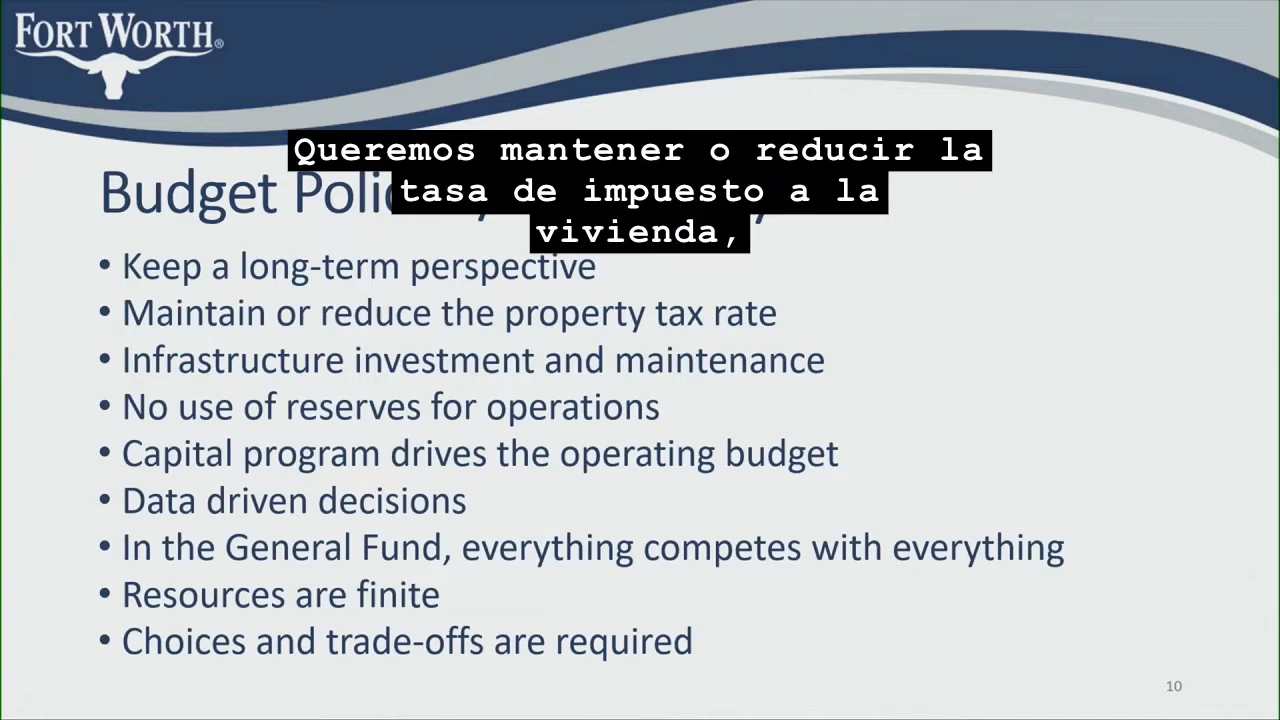 FORT WORTH®
Queremos mantener o reducir la
tasa de impuesto a la
vivienda,
Budget
• Keep a long-term perspective
• Maintain or reduce the property tax rate
• Infrastructure investment and maintenance
• No use of reserves for operations
• Capital program drives the operating budget
• Data driven decisions
• In the General Fund, everything competes with everything
• Resources are finite
• Choices and trade-offs are required
10